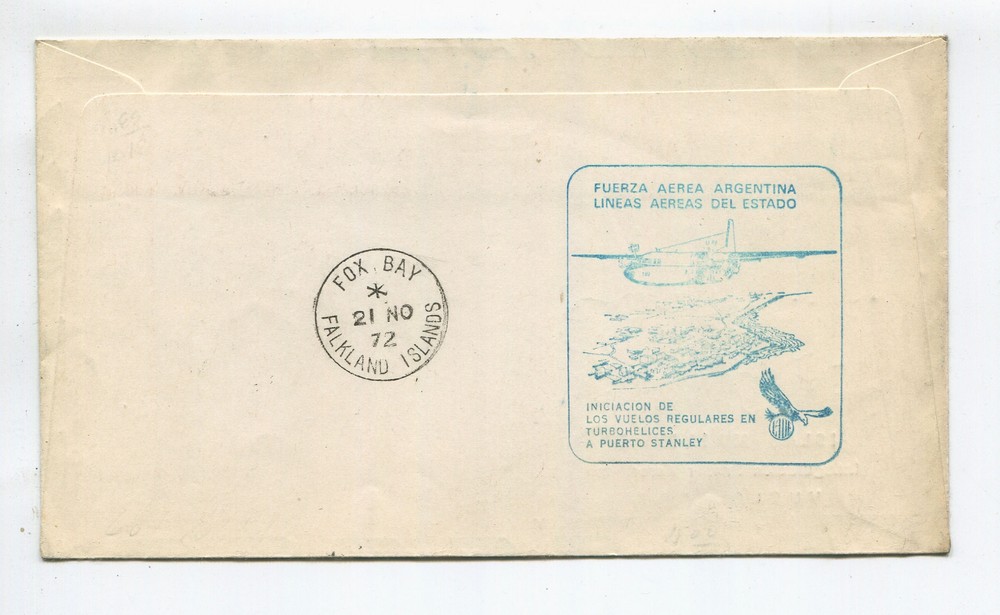 FOX BAY
*
21 NO
72
FALKLAND ISLANDS
FUERZA AEREA ARGENTINA
LINEAS AEREAS DEL ESTADO
INICIACION DE
LOS VUELOS REGULARES EN
TURBOHELICES
A PUERTO STANLEY
LADE